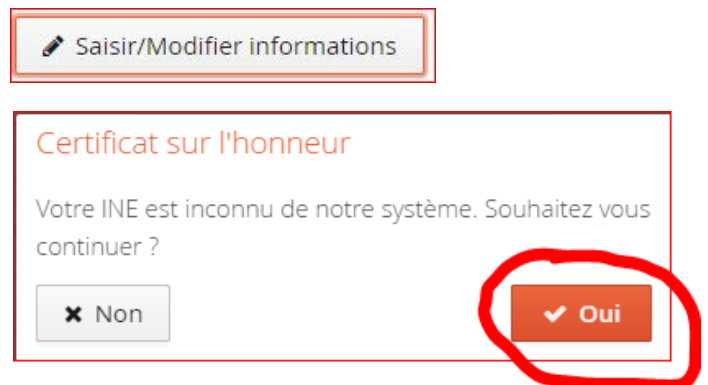 Saisir/Modifier informations
Certificat sur l'honneur
Votre INE est inconnu de notre système. Souhaitez vous
continuer ?
Non
Oui